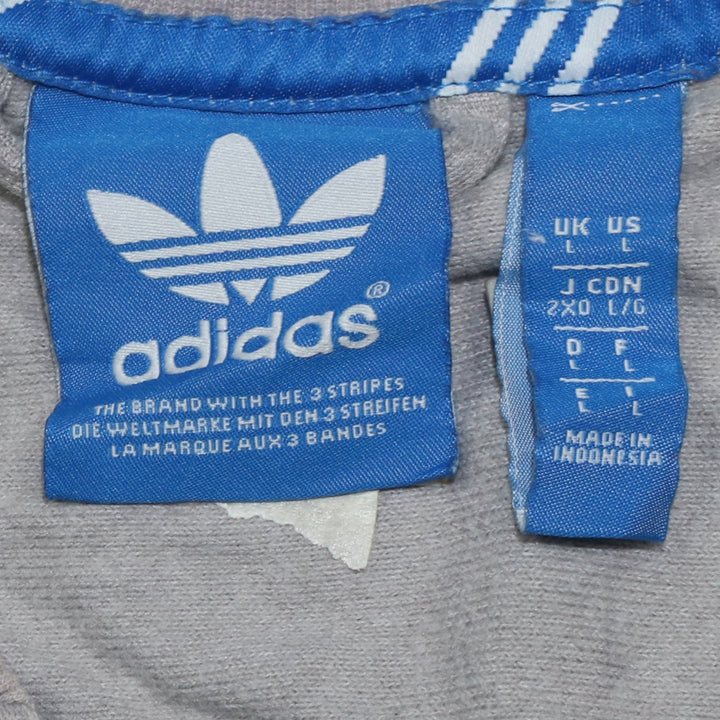 adidas®
THE BRAND WITH THE 3 STRIPES
DIE WELTMARKE MIT DEN 3 STREIFEN
LA MARQUE AUX 3 BANDES
UK US
L L
J CDN
2XO L/G
D F
L L
E I
L L
MADE IN
INDONESIA